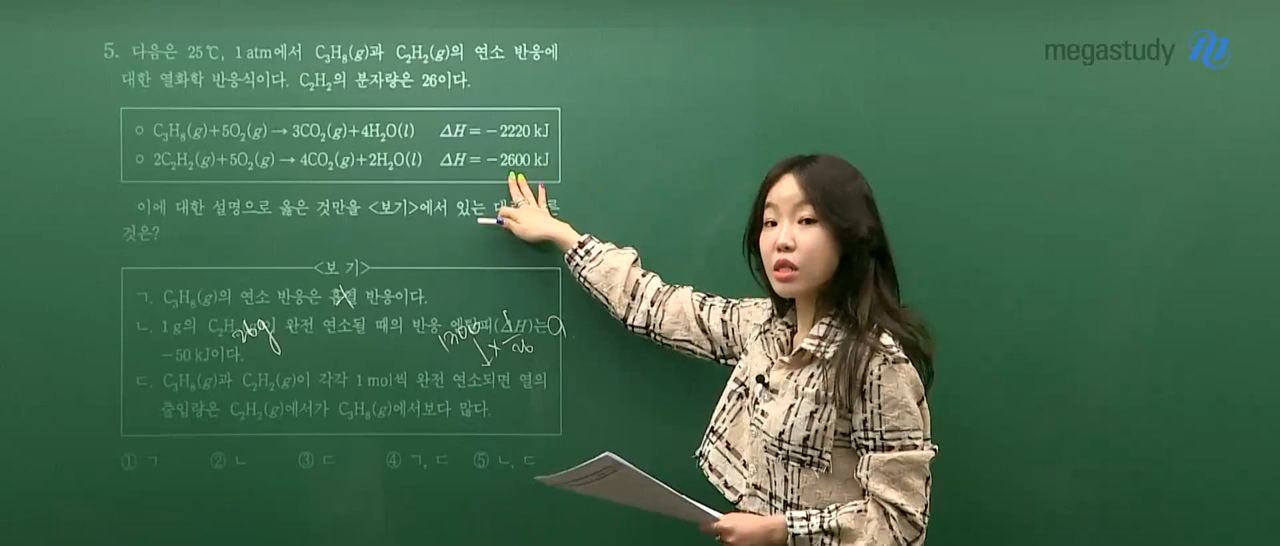 megastudy
5. 다음은 25℃, 1 atm에서 C₃H₈(g)과 C₂H₂(g)의 연소 반응에
대한 열화학 반응식이다. C₂H₂의 분자량은 26이다.
○ C₃H₈(g)+5O₂(g) → 3CO₂(g)+4H₂O(l) ΔH = −2220 kJ
○ 2C₂H₂(g)+5O₂(g) → 4CO₂(g)+2H₂O(l) ΔH = −2600 kJ
이에 대한 설명으로 옳은 것만을 <보기>에서 있는
것은?
<보 기>
ㄱ. C₃H₈(g)의 연소 반응은 반응이다.
ㄴ. 1 g의 완전 연소될 때의 반응 엔탈피(ΔH)는
26g
−50 kJ이다.
ㄷ. C₃H₈(g)과 C₂H₂(g)이 각각 1 mol씩 완전 연소되면 열의
출입량은 C₂H₂(g)에서가 C₃H₈(g)에서보다 많다.
① ㄱ ② ㄴ ③ ㄷ ④ ㄱ, ㄷ ⑤ ㄴ, ㄷ